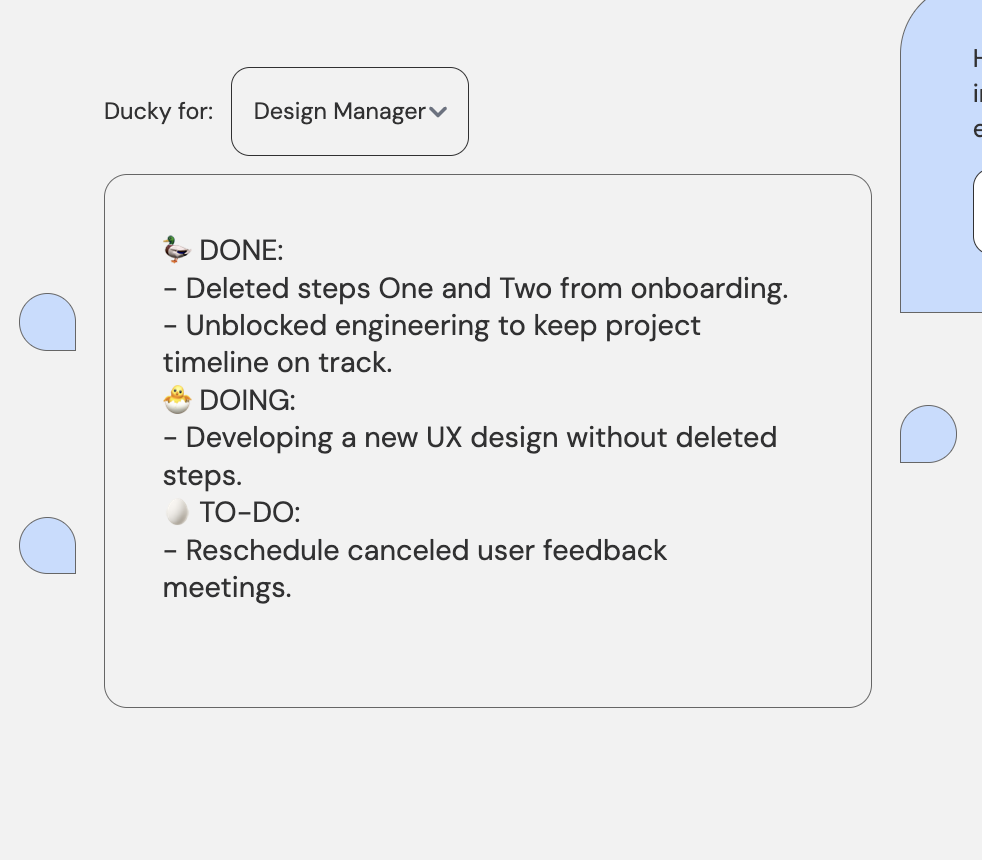 Ducky for: Design Manager
🦆 DONE:
- Deleted steps One and Two from onboarding.
- Unblocked engineering to keep project
timeline on track.
🐣 DOING:
- Developing a new UX design without deleted
steps.
🥚 TO-DO:
- Reschedule canceled user feedback
meetings.